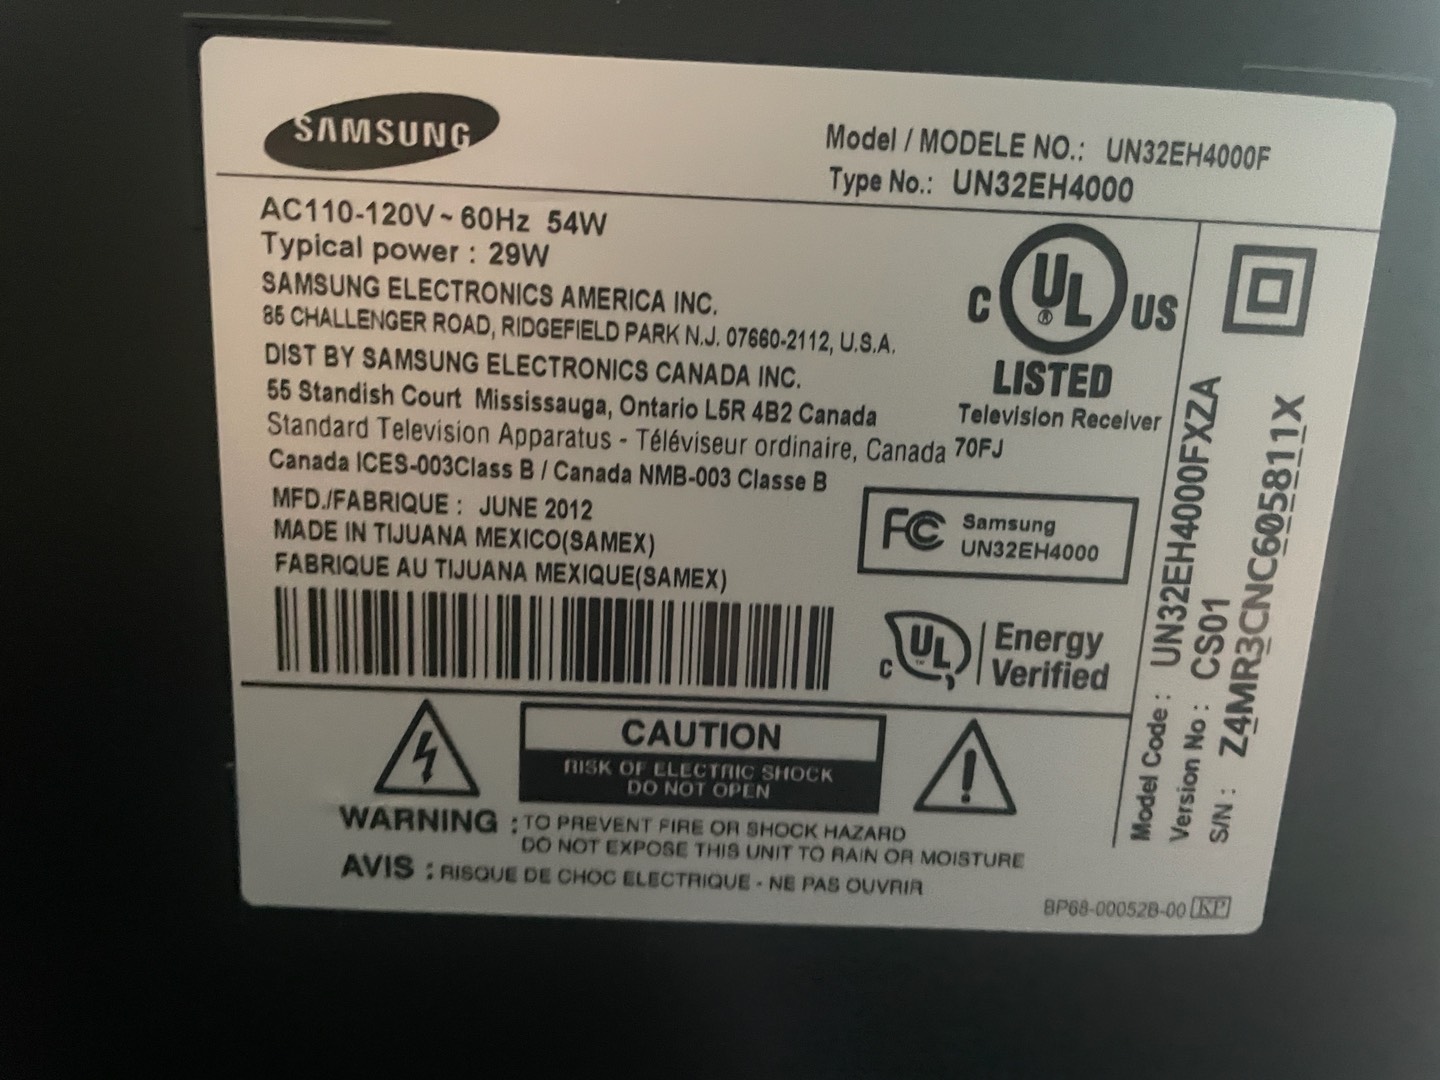 SAMSUNG
Model / MODELE NO.: UN32EH4000F
Type No.: UN32EH4000
AC110-120V ~ 60Hz 54W
Typical power : 29W
SAMSUNG ELECTRONICS AMERICA INC.
85 CHALLENGER ROAD, RIDGEFIELD PARK N.J. 07660-2112, U.S.A.
DIST BY SAMSUNG ELECTRONICS CANADA INC.
55 Standish Court Mississauga, Ontario L5R 4B2 Canada
Standard Television Apparatus - Téléviseur ordinaire, Canada
Canada ICES-003Class B / Canada NMB-003 Classe B
MFD./FABRIQUE : JUNE 2012
MADE IN TIJUANA MEXICO(SAMEX)
FABRIQUE AU TIJUANA MEXIQUE(SAMEX)
C UL ® US
LISTED
Television Receiver
70FJ
FC Samsung
UN32EH4000
C UL ™ Energy
Verified
CAUTION
RISK OF ELECTRIC SHOCK
DO NOT OPEN
WARNING : TO PREVENT FIRE OR SHOCK HAZARD
DO NOT EXPOSE THIS UNIT TO RAIN OR MOISTURE
AVIS : RISQUE DE CHOC ELECTRIQUE - NE PAS OUVRIR
BP68-00052B-00 KP
Model Code : UN32EH4000FXZA
Version No : CS01
S/N : Z4MR3CNC605811X